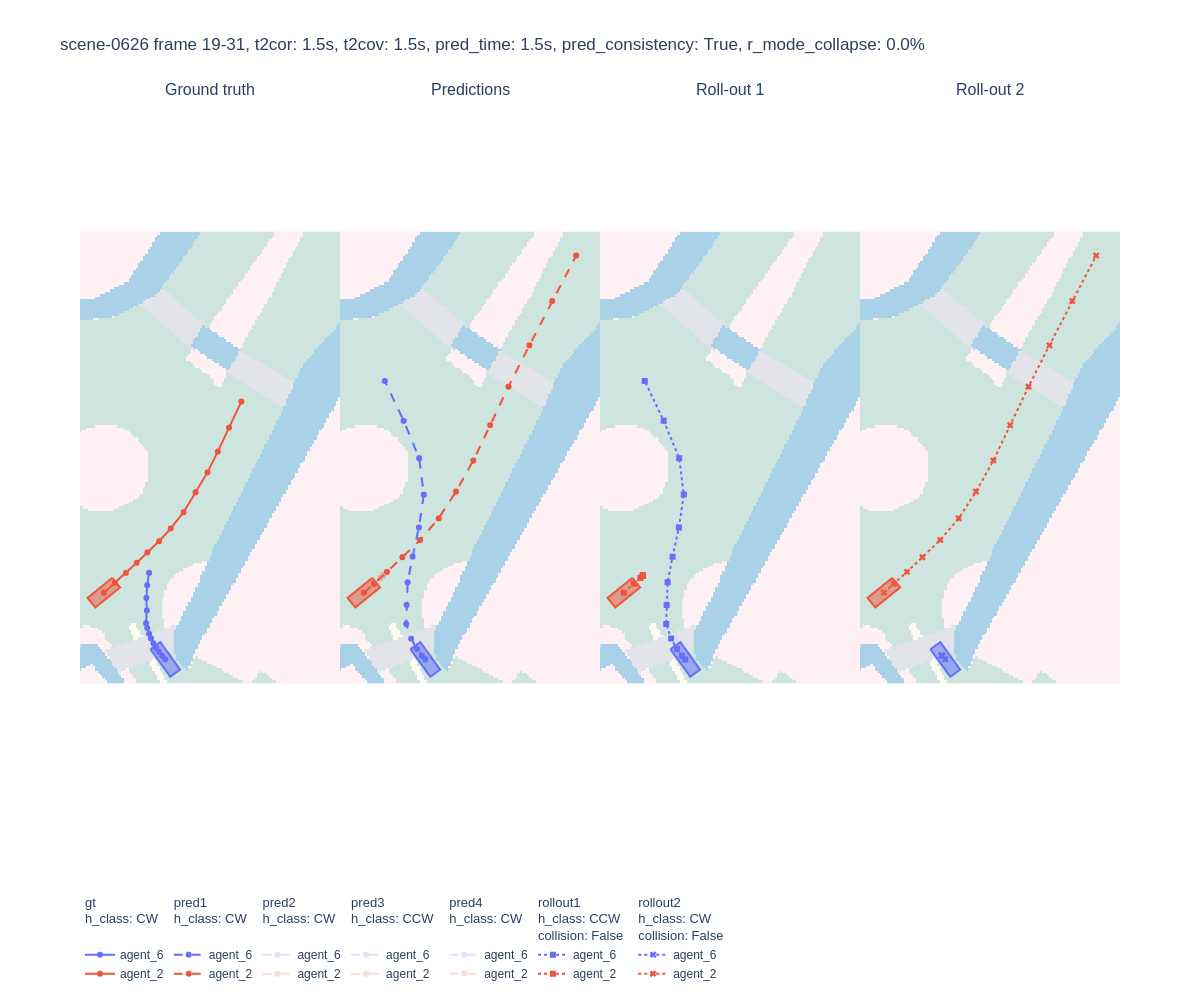 scene-0626 frame 19-31, t2cor: 1.5s, t2cov: 1.5s, pred_time: 1.5s, pred_consistency: True, r_mode_collapse: 0.0%
Ground truth Predictions Roll-out 1 Roll-out 2
gt pred1 pred2 pred3 pred4 rollout1 rollout2
h_class: CW h_class: CW h_class: CW h_class: CCW h_class: CW h_class: CCW h_class: CW
collision: False collision: False
agent_6 agent_6 agent_6 agent_6 agent_6 agent_6 agent_6
agent_2 agent_2 agent_2 agent_2 agent_2 agent_2 agent_2